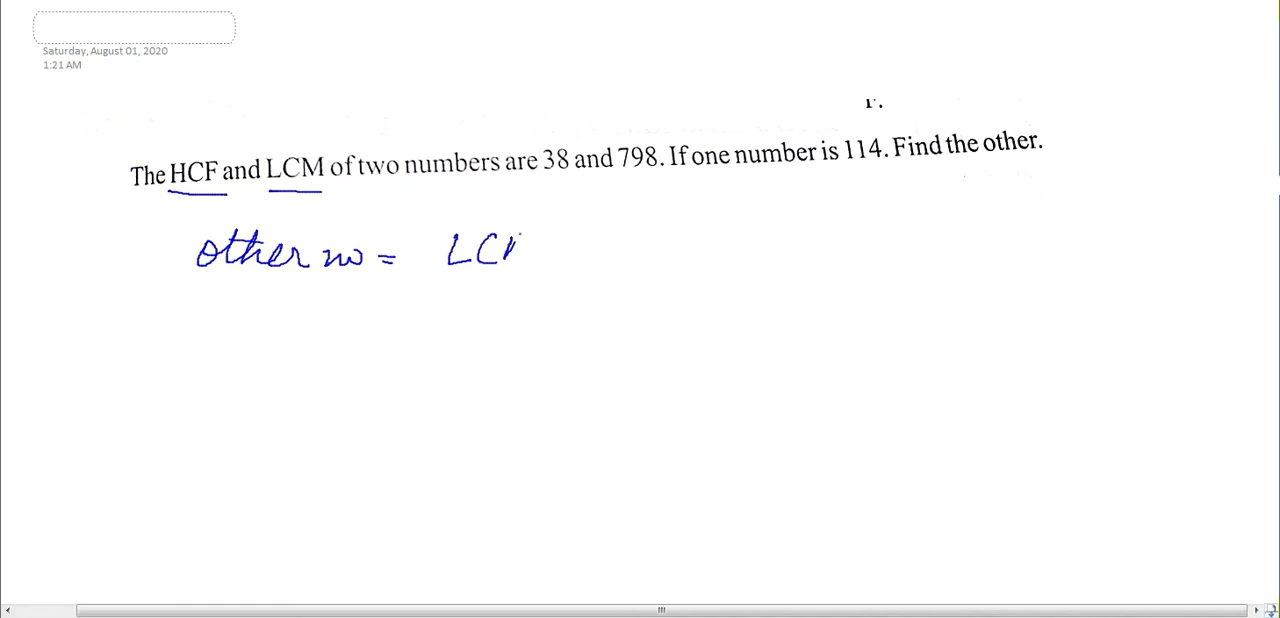 Saturday, August 01, 2020
1:21 AM
The HCF and LCM of two numbers are 38 and 798. If one number is 114. Find the other.
other no = LC